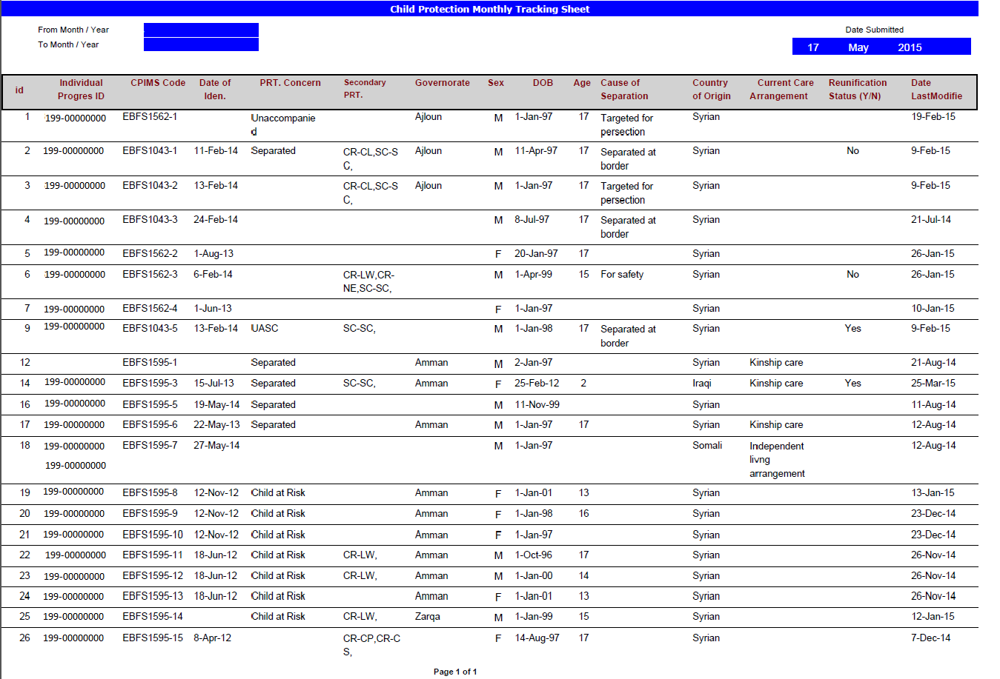 Child Protection Monthly Tracking Sheet
From Month / Year
Date Submitted
To Month / Year
17 May 2015
id Individual Progres ID CPIMS Code Date of Iden. PRT. Concern Secondary PRT. Governorate Sex DOB Age Cause of Separation Country of Origin Current Care Arrangement Reunification Status (Y/N) Date LastModifie
1 199-00000000 EBFS1562-1 Unaccompanie Ajloun M 1-Jan-97 17 Targeted for Syrian 19-Feb-15
d persection
2 199-00000000 EBFS1043-1 11-Feb-14 Separated CR-CL,SC-S Ajloun M 11-Apr-97 17 Separated at Syrian No 9-Feb-15
C, border
3 199-00000000 EBFS1043-2 13-Feb-14 CR-CL,SC-S Ajloun M 1-Jan-97 17 Targeted for Syrian 9-Feb-15
C, persection
4 199-00000000 EBFS1043-3 24-Feb-14 M 8-Jul-97 17 Separated at Syrian 21-Jul-14
border
5 199-00000000 EBFS1562-2 1-Aug-13 F 20-Jan-97 17 Syrian 26-Jan-15
6 199-00000000 EBFS1562-3 6-Feb-14 CR-LW,CR- M 1-Apr-99 15 For safety Syrian No 26-Jan-15
NE,SC-SC,
7 199-00000000 EBFS1562-4 1-Jun-13 F 1-Jan-97 Syrian 10-Jan-15
9 199-00000000 EBFS1043-5 13-Feb-14 UASC SC-SC, M 1-Jan-98 17 Separated at Syrian Yes 9-Feb-15
border
12 EBFS1595-1 Separated Amman M 2-Jan-97 Syrian Kinship care 21-Aug-14
14 199-00000000 EBFS1595-3 15-Jul-13 Separated SC-SC, Amman F 25-Feb-12 2 Iraqi Kinship care Yes 25-Mar-15
16 199-00000000 EBFS1595-5 19-May-14 Separated M 11-Nov-99 Syrian 11-Aug-14
17 199-00000000 EBFS1595-6 22-May-13 Separated Amman M 1-Jan-97 17 Syrian Kinship care 12-Aug-14
18 199-00000000 EBFS1595-7 27-May-14 M 1-Jan-97 Somali Independent 12-Aug-14
199-00000000 livng
arrangement
19 199-00000000 EBFS1595-8 12-Nov-12 Child at Risk Amman F 1-Jan-01 13 Syrian 13-Jan-15
20 199-00000000 EBFS1595-9 12-Nov-12 Child at Risk Amman F 1-Jan-98 16 Syrian 23-Dec-14
21 199-00000000 EBFS1595-10 12-Nov-12 Child at Risk Amman F 1-Jan-97 Syrian 23-Dec-14
22 199-00000000 EBFS1595-11 18-Jun-12 Child at Risk CR-LW, Amman M 1-Oct-96 17 Syrian 26-Nov-14
23 199-00000000 EBFS1595-12 18-Jun-12 Child at Risk CR-LW, Amman M 1-Jan-00 14 Syrian 26-Nov-14
24 199-00000000 EBFS1595-13 18-Jun-12 Child at Risk Amman F 1-Jan-01 13 Syrian 26-Nov-14
25 199-00000000 EBFS1595-14 Child at Risk CR-LW, Zarqa M 1-Jan-99 15 Syrian 12-Jan-15
26 199-00000000 EBFS1595-15 8-Apr-12 CR-CP,CR-C F 14-Aug-97 17 Syrian 7-Dec-14
S,
Page 1 of 1